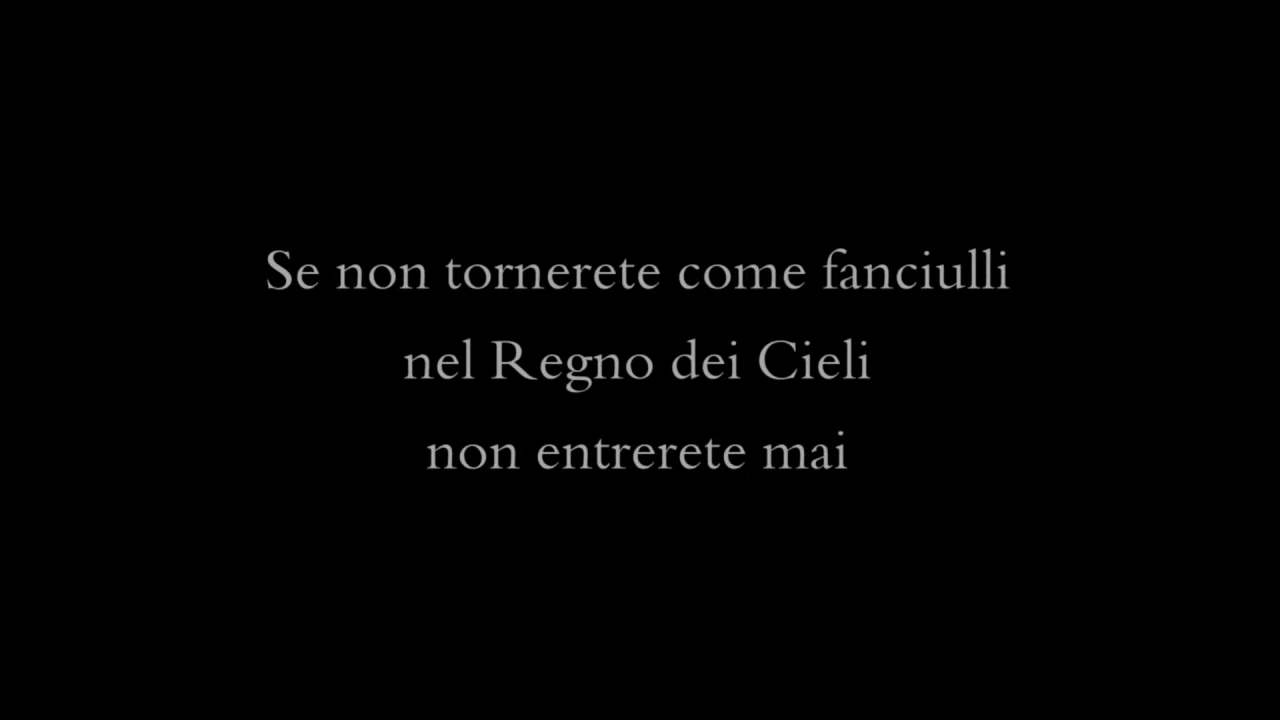 Se non tornerete come fanciulli
nel Regno dei Cieli
non entrerete mai